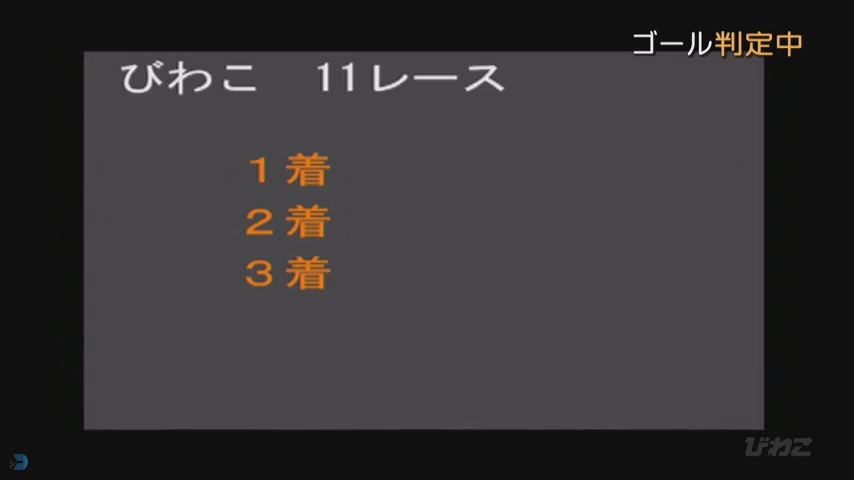 ゴール判定中
びわこ　11レース
1着
2着
3着
びわこ